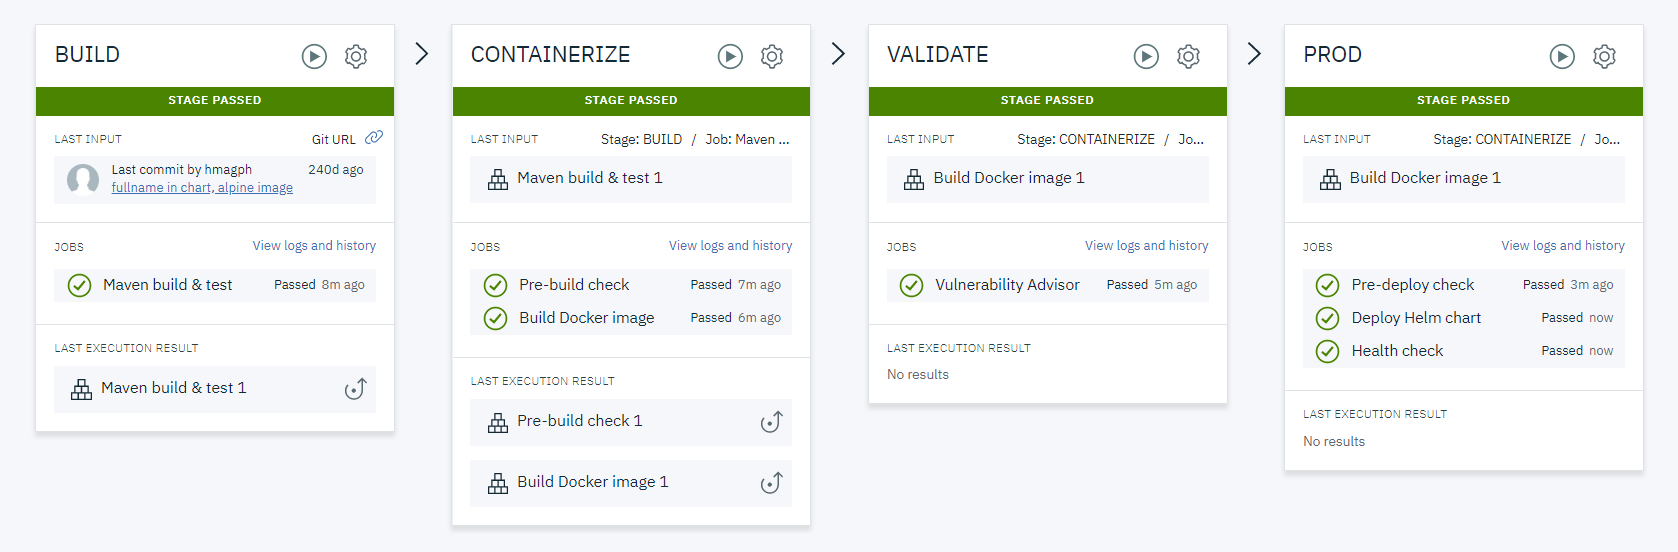 BUILD
STAGE PASSED
LAST INPUT Git URL
Last commit by hmagph 240d ago
fullname in chart, alpine image
JOBS View logs and history
Maven build & test Passed 8m ago
LAST EXECUTION RESULT
Maven build & test 1
CONTAINERIZE
STAGE PASSED
LAST INPUT Stage: BUILD / Job: Maven ...
Maven build & test 1
JOBS View logs and history
Pre-build check Passed 7m ago
Build Docker image Passed 6m ago
LAST EXECUTION RESULT
Pre-build check 1
Build Docker image 1
VALIDATE
STAGE PASSED
LAST INPUT Stage: CONTAINERIZE / Jo...
Build Docker image 1
JOBS View logs and history
Vulnerability Advisor Passed 5m ago
LAST EXECUTION RESULT
No results
PROD
STAGE PASSED
LAST INPUT Stage: CONTAINERIZE / Jo...
Build Docker image 1
JOBS View logs and history
Pre-deploy check Passed 3m ago
Deploy Helm chart Passed now
Health check Passed now
LAST EXECUTION RESULT
No results